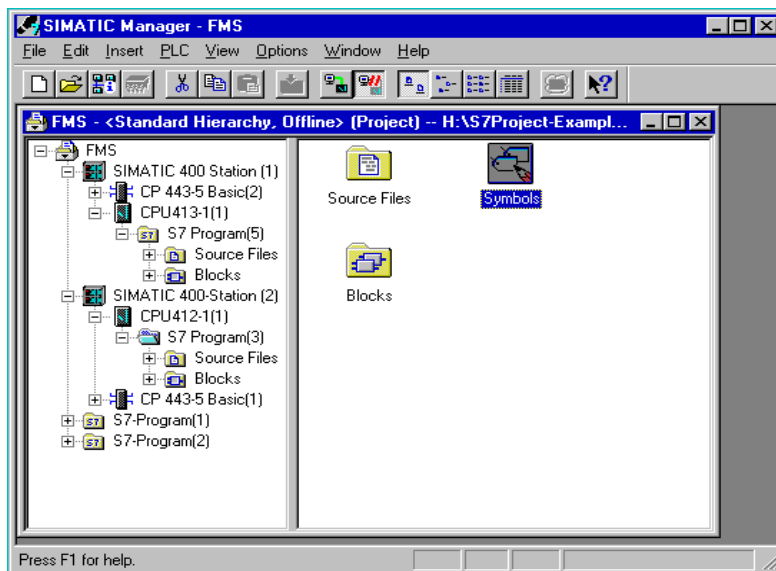 SIMATIC Manager - FMS
File Edit Insert PLC View Options Window Help
FMS - <Standard Hierarchy, Offline> (Project) -- H:\S7Project-Exampl...
FMS
SIMATIC 400 Station (1)
CP 443-5 Basic(2)
CPU413-1(1)
S7 Program(5)
Source Files
Blocks
SIMATIC 400-Station (2)
CPU412-1(1)
S7 Program(3)
Source Files
Blocks
CP 443-5 Basic(1)
S7-Program(1)
S7-Program(2)
Source Files
Symbols
Blocks
Press F1 for help.